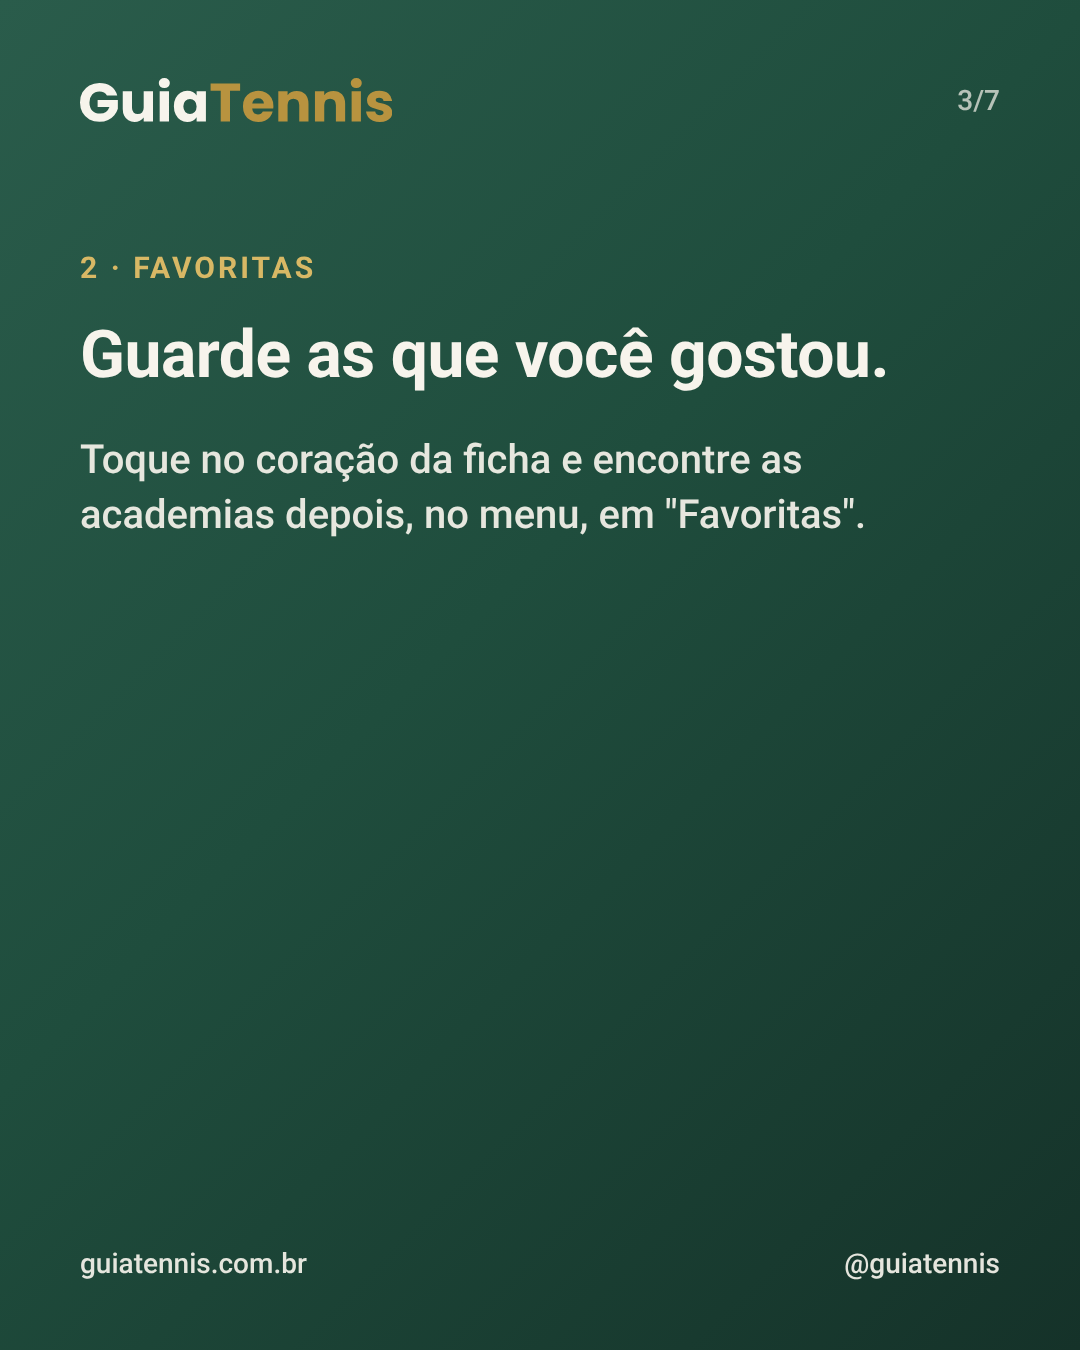 GuiaTennis
3/7
2 · FAVORITAS
Guarde as que você gostou.
Toque no coração da ficha e encontre as
academias depois, no menu, em "Favoritas".
guiatennis.com.br
@guiatennis